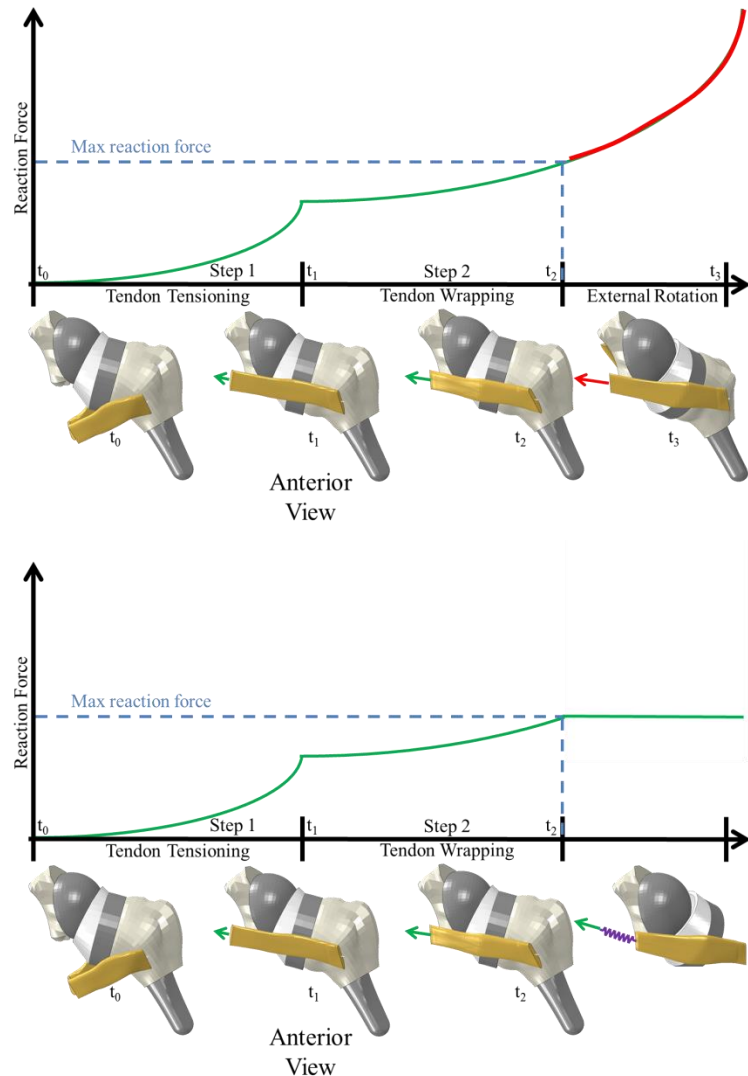 Reaction Force
Max reaction force
t0 Step 1 t1 Step 2 t2 t3
Tendon Tensioning Tendon Wrapping External Rotation
t0 t1 t2 t3
Anterior
View
Reaction Force
Max reaction force
t0 Step 1 t1 Step 2 t2
Tendon Tensioning Tendon Wrapping
t0 t1 t2
Anterior
View